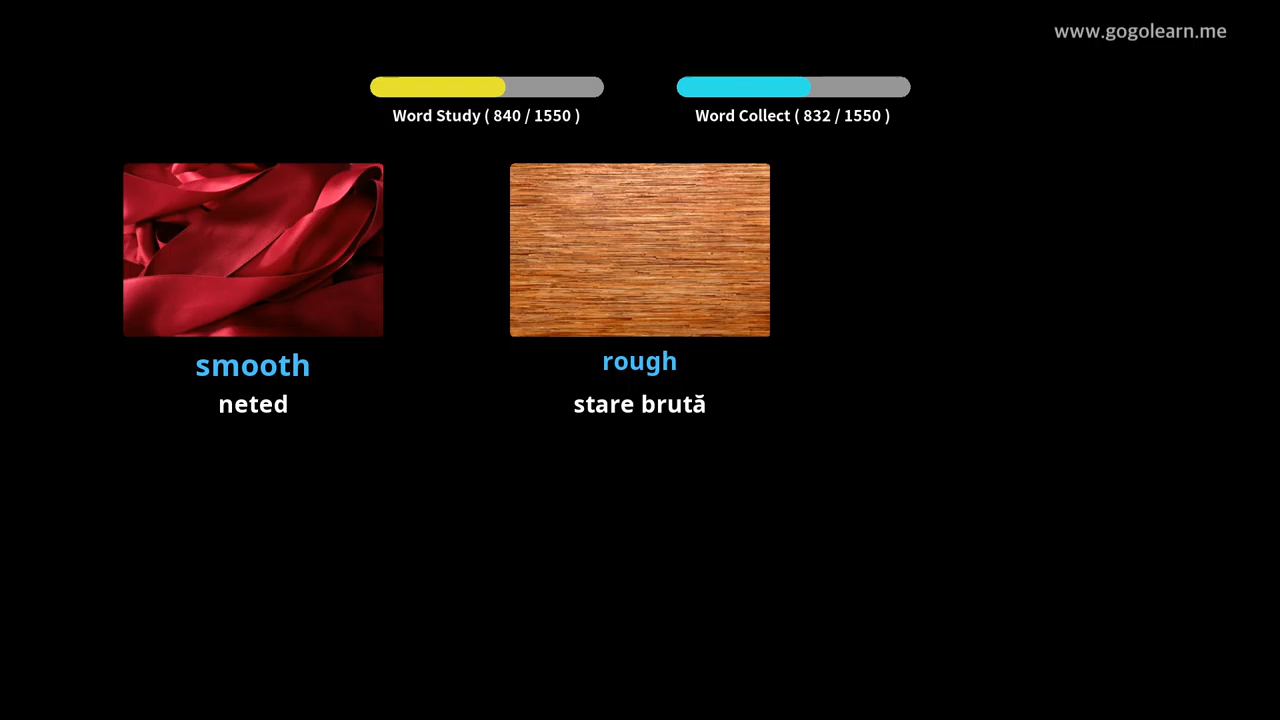 www.gogolearn.me
Word Study ( 840 / 1550 )
Word Collect ( 832 / 1550 )
smooth
neted
rough
stare brută